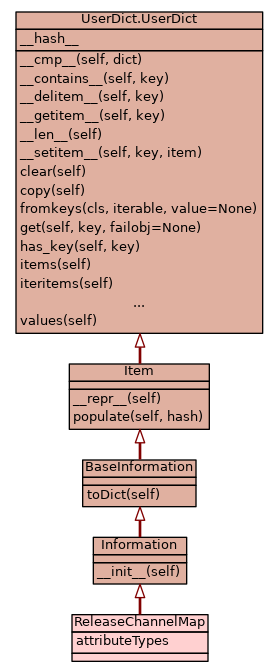 UserDict.UserDict
__hash__
__cmp__(self, dict)
__contains__(self, key)
__delitem__(self, key)
__getitem__(self, key)
__len__(self)
__setitem__(self, key, item)
clear(self)
copy(self)
fromkeys(cls, iterable, value=None)
get(self, key, failobj=None)
has_key(self, key)
items(self)
iteritems(self)
...
values(self)
Item
__repr__(self)
populate(self, hash)
BaseInformation
toDict(self)
Information
__init__(self)
ReleaseChannelMap
attributeTypes